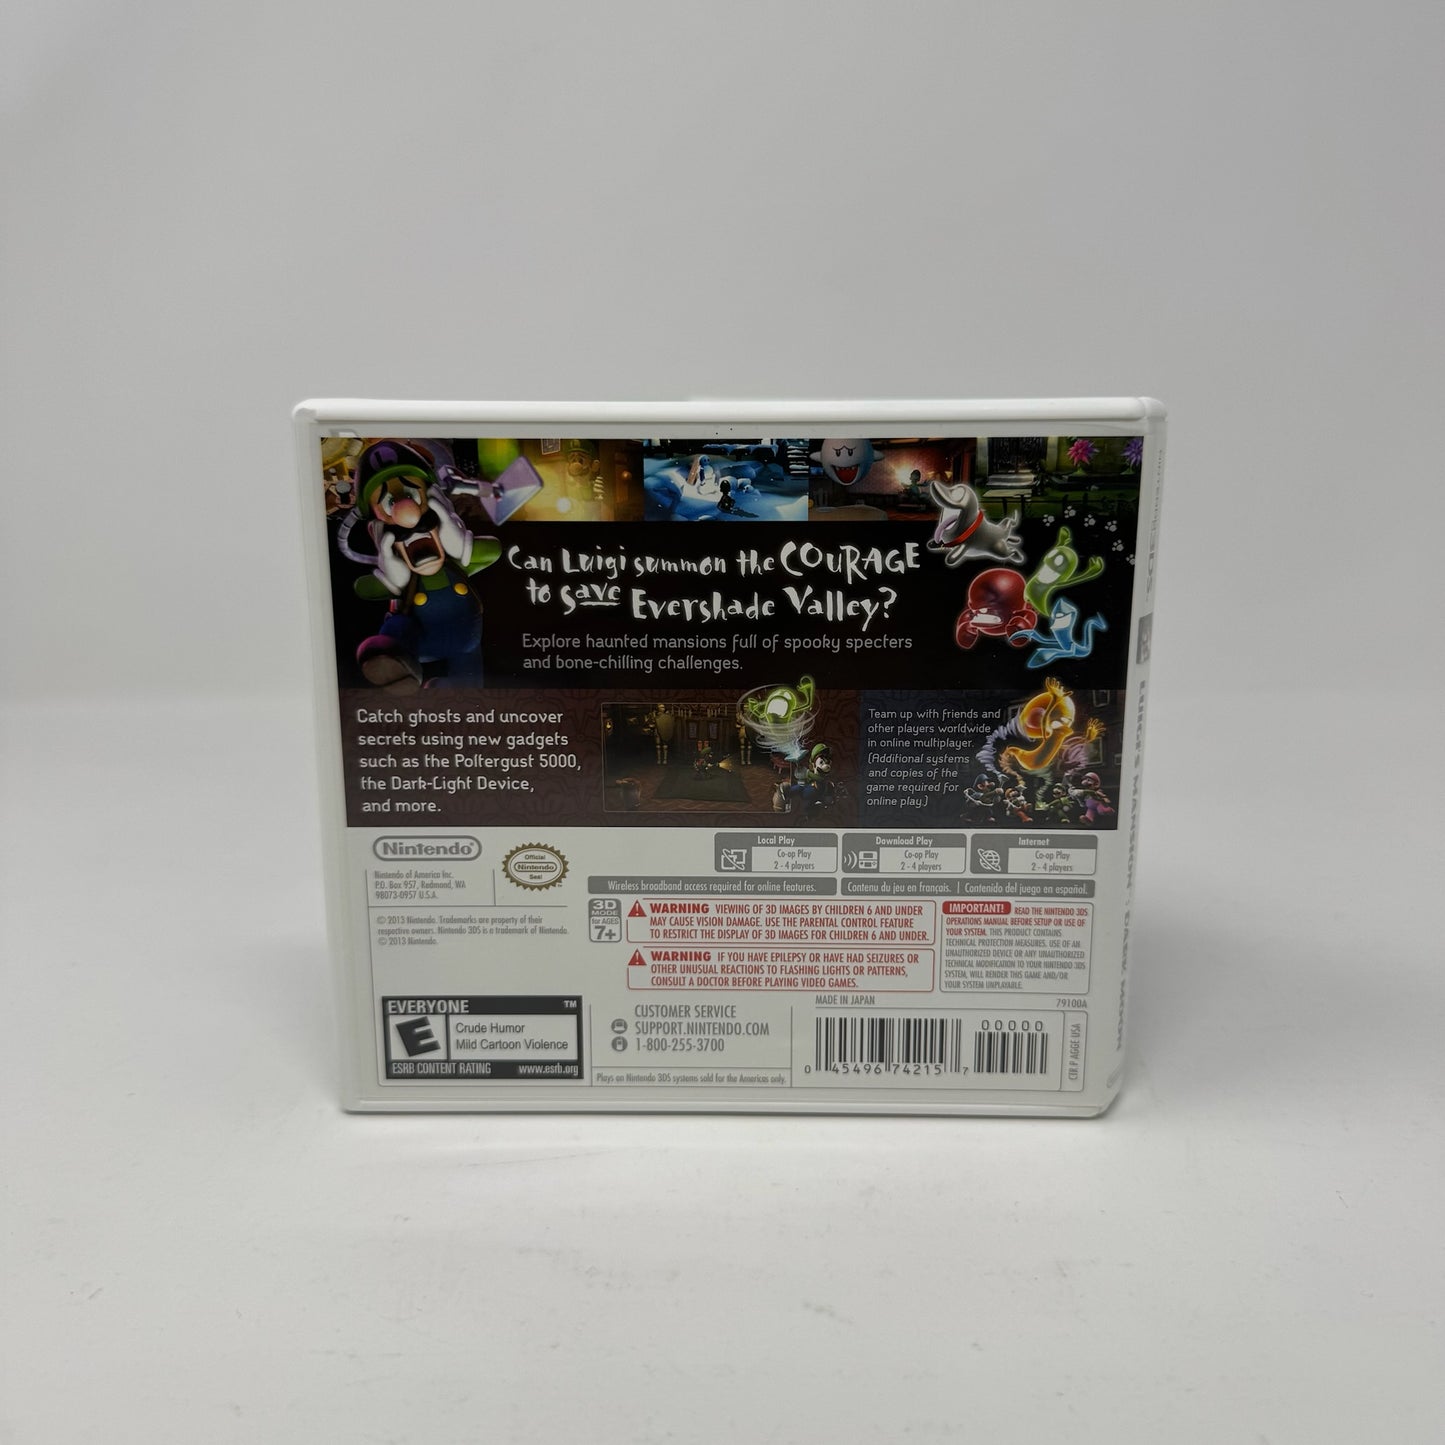 Can Luigi summon the COURAGE
to save Evershade Valley?
Explore haunted mansions full of spooky specters
and bone-chilling challenges.
Catch ghosts and uncover
secrets using new gadgets
such as the Poltergust 5000,
the Dark-Light Device,
and more.
Team up with friends and
other players worldwide
in online multiplayer.
(Additional systems
and copies of the
game required for
online play.)
Nintendo
Nintendo of America Inc.
P.O. Box 957, Redmond, WA
98073-0957 U.S.A.
Official
Nintendo
Seal
Local Play
Co-op Play
2 - 4 players
Download Play
Co-op Play
2 - 4 players
Internet
Co-op Play
2 - 4 players
Wireless broadband access required for online features.
Contenu du jeu en français. | Contenido del juego en español.
© 2013 Nintendo. Trademarks are property of their
respective owners. Nintendo 3DS is a trademark of Nintendo.
© 2013 Nintendo.
3D
MODE
for AGES
7+
WARNING VIEWING OF 3D IMAGES BY CHILDREN 6 AND UNDER
MAY CAUSE VISION DAMAGE. USE THE PARENTAL CONTROL FEATURE
TO RESTRICT THE DISPLAY OF 3D IMAGES FOR CHILDREN 6 AND UNDER.
WARNING IF YOU HAVE EPILEPSY OR HAVE HAD SEIZURES OR
OTHER UNUSUAL REACTIONS TO FLASHING LIGHTS OR PATTERNS,
CONSULT A DOCTOR BEFORE PLAYING VIDEO GAMES.
IMPORTANT! READ THE NINTENDO 3DS
OPERATIONS MANUAL BEFORE SETUP OR USE OF
YOUR SYSTEM. THIS PRODUCT CONTAINS
TECHNICAL PROTECTION MEASURES. USE OF AN
UNAUTHORIZED DEVICE OR ANY UNAUTHORIZED
TECHNICAL MODIFICATION TO YOUR NINTENDO 3DS
SYSTEM, WILL RENDER THIS GAME AND/OR
YOUR SYSTEM UNPLAYABLE.
EVERYONE ™
E
Crude Humor
Mild Cartoon Violence
ESRB CONTENT RATING www.esrb.org
CUSTOMER SERVICE
SUPPORT.NINTENDO.COM
1-800-255-3700
Plays on Nintendo 3DS systems sold for the Americas only.
MADE IN JAPAN
79100A
00000
0 45496 74215 7
CTR P AGGE USA
NINTENDO3DS
LUIGI'S MANSION: DARK MOON